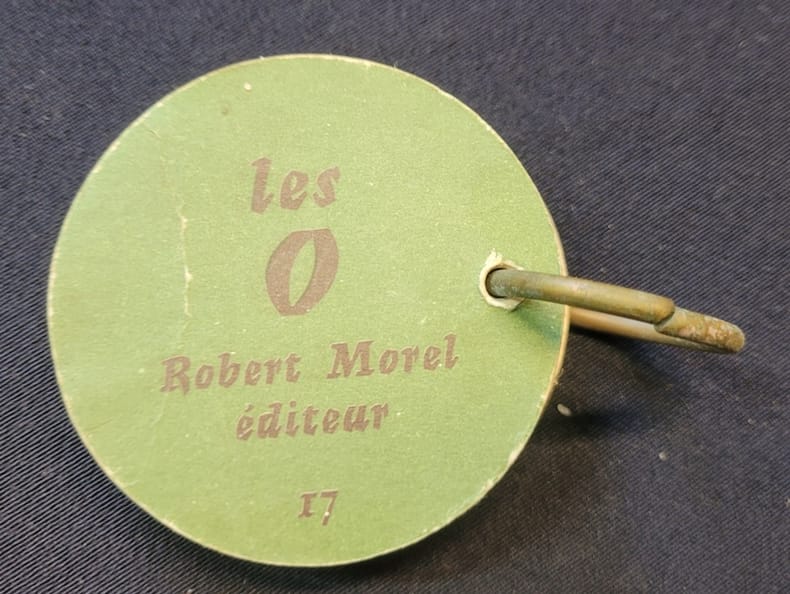 les
O
Robert Morel
éditeur
17